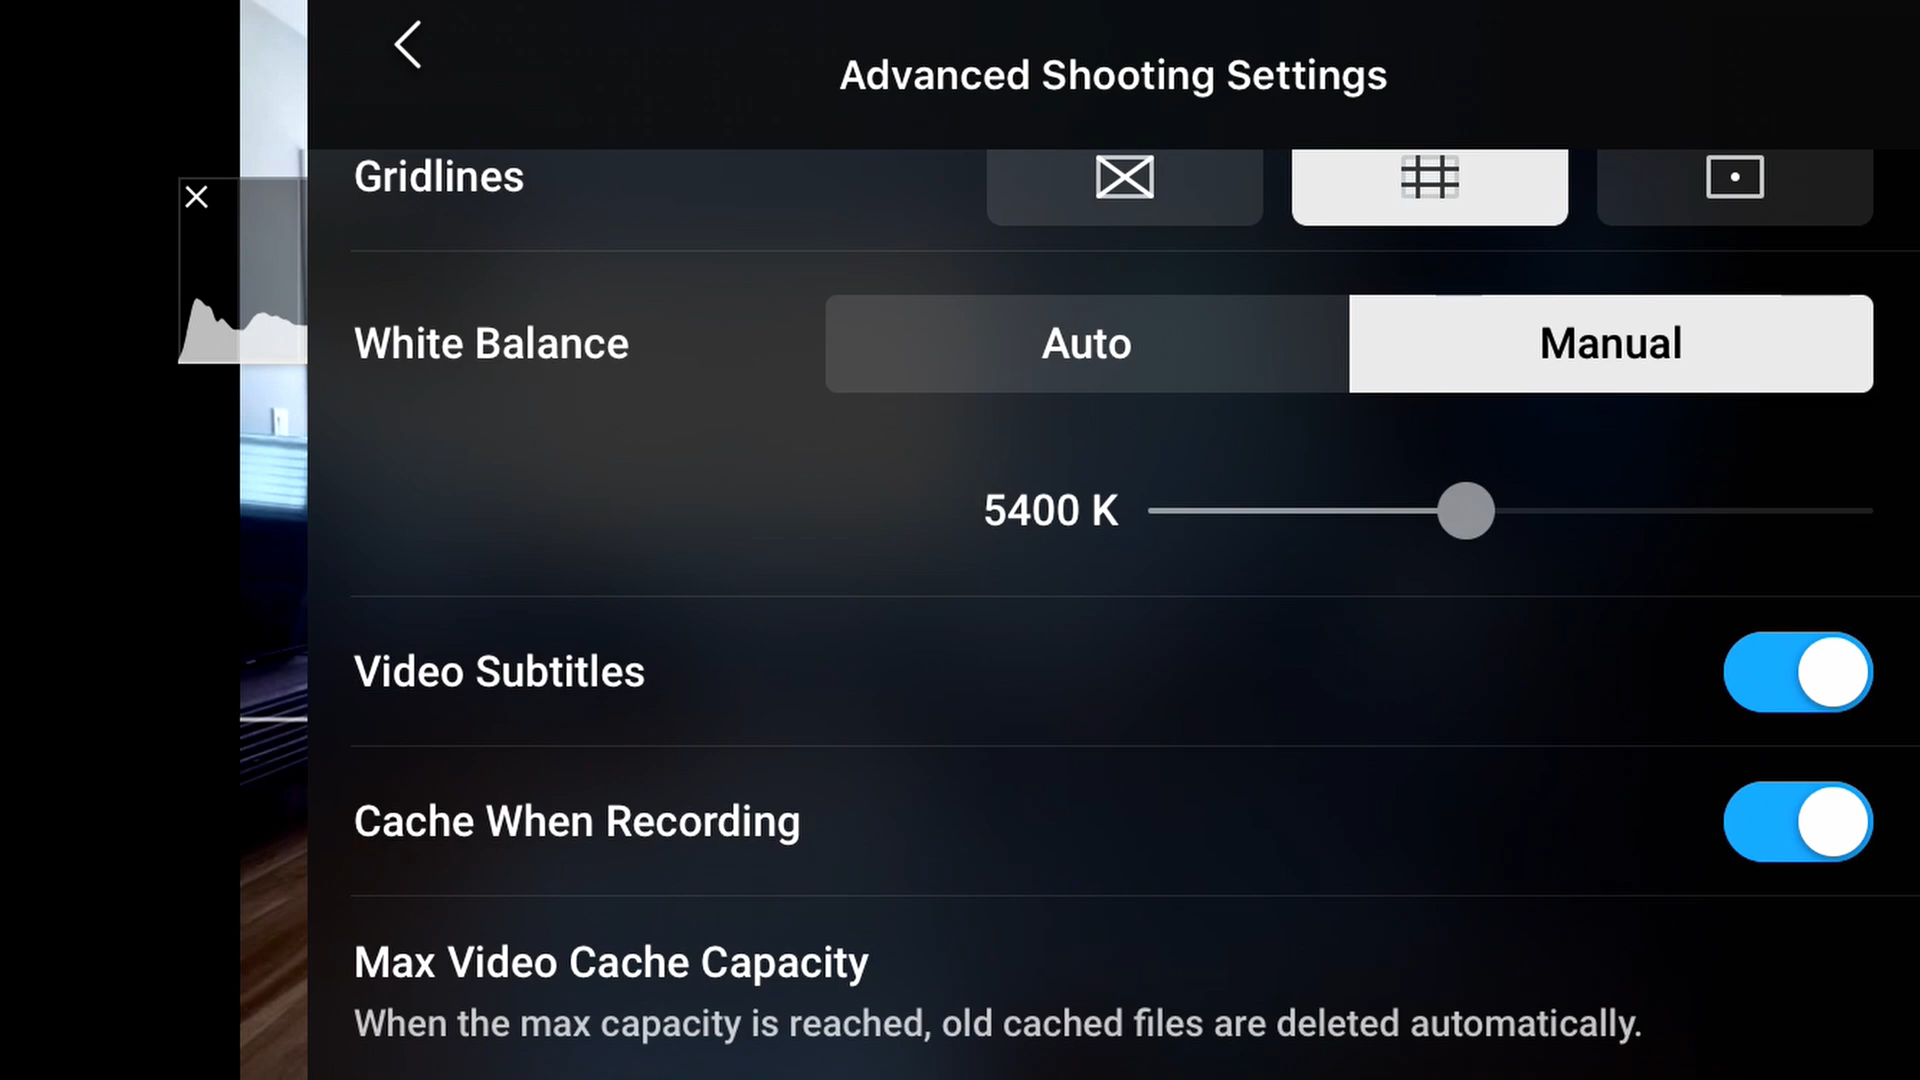 Advanced Shooting Settings
Gridlines
White Balance
Auto
Manual
5400 K
Video Subtitles
Cache When Recording
Max Video Cache Capacity
When the max capacity is reached, old cached files are deleted automatically.